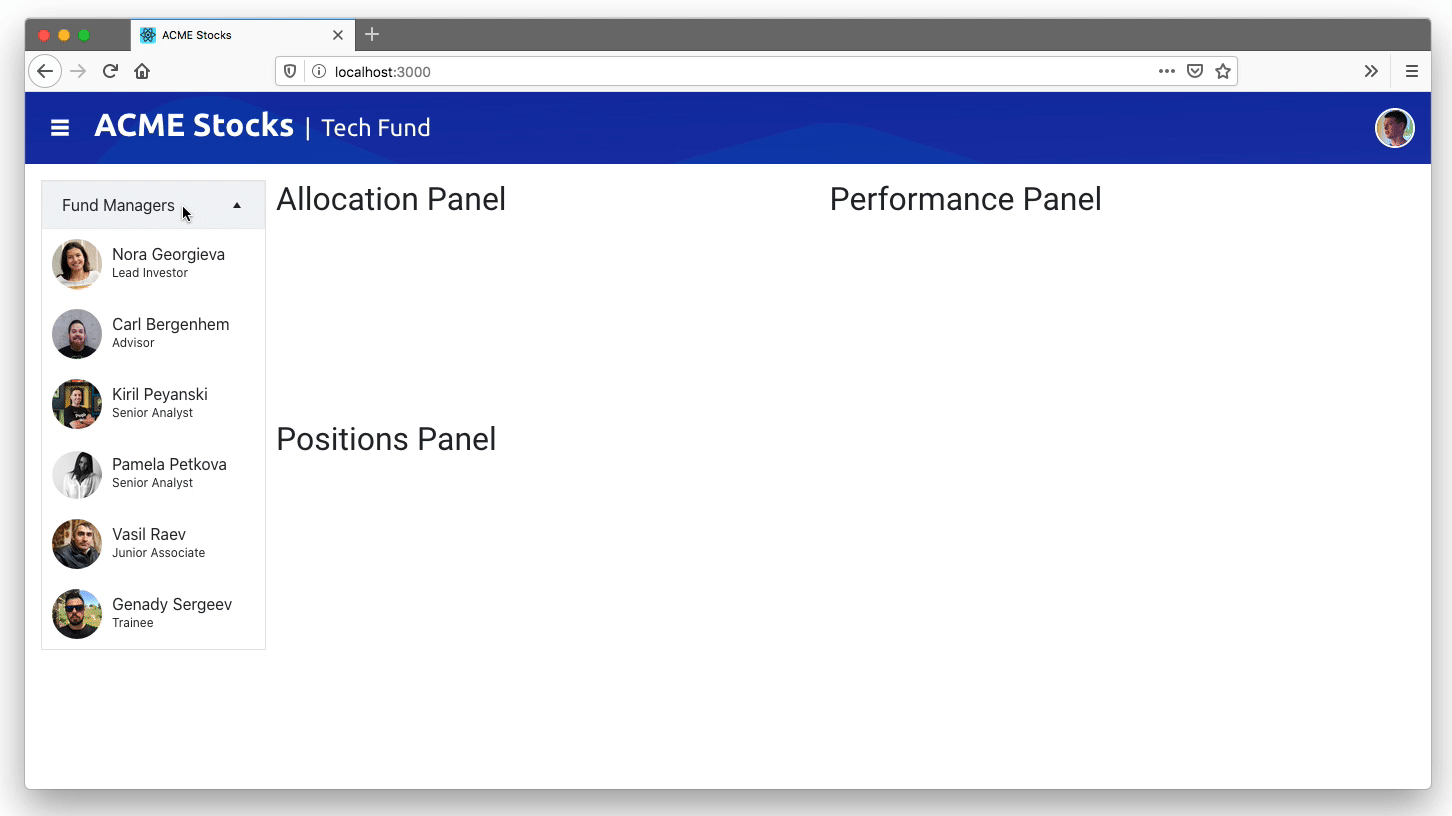 ACME Stocks
localhost:3000
ACME Stocks | Tech Fund
Fund Managers
Nora Georgieva
Lead Investor
Carl Bergenhem
Advisor
Kiril Peyanski
Senior Analyst
Pamela Petkova
Senior Analyst
Vasil Raev
Junior Associate
Genady Sergeev
Trainee
Allocation Panel
Performance Panel
Positions Panel